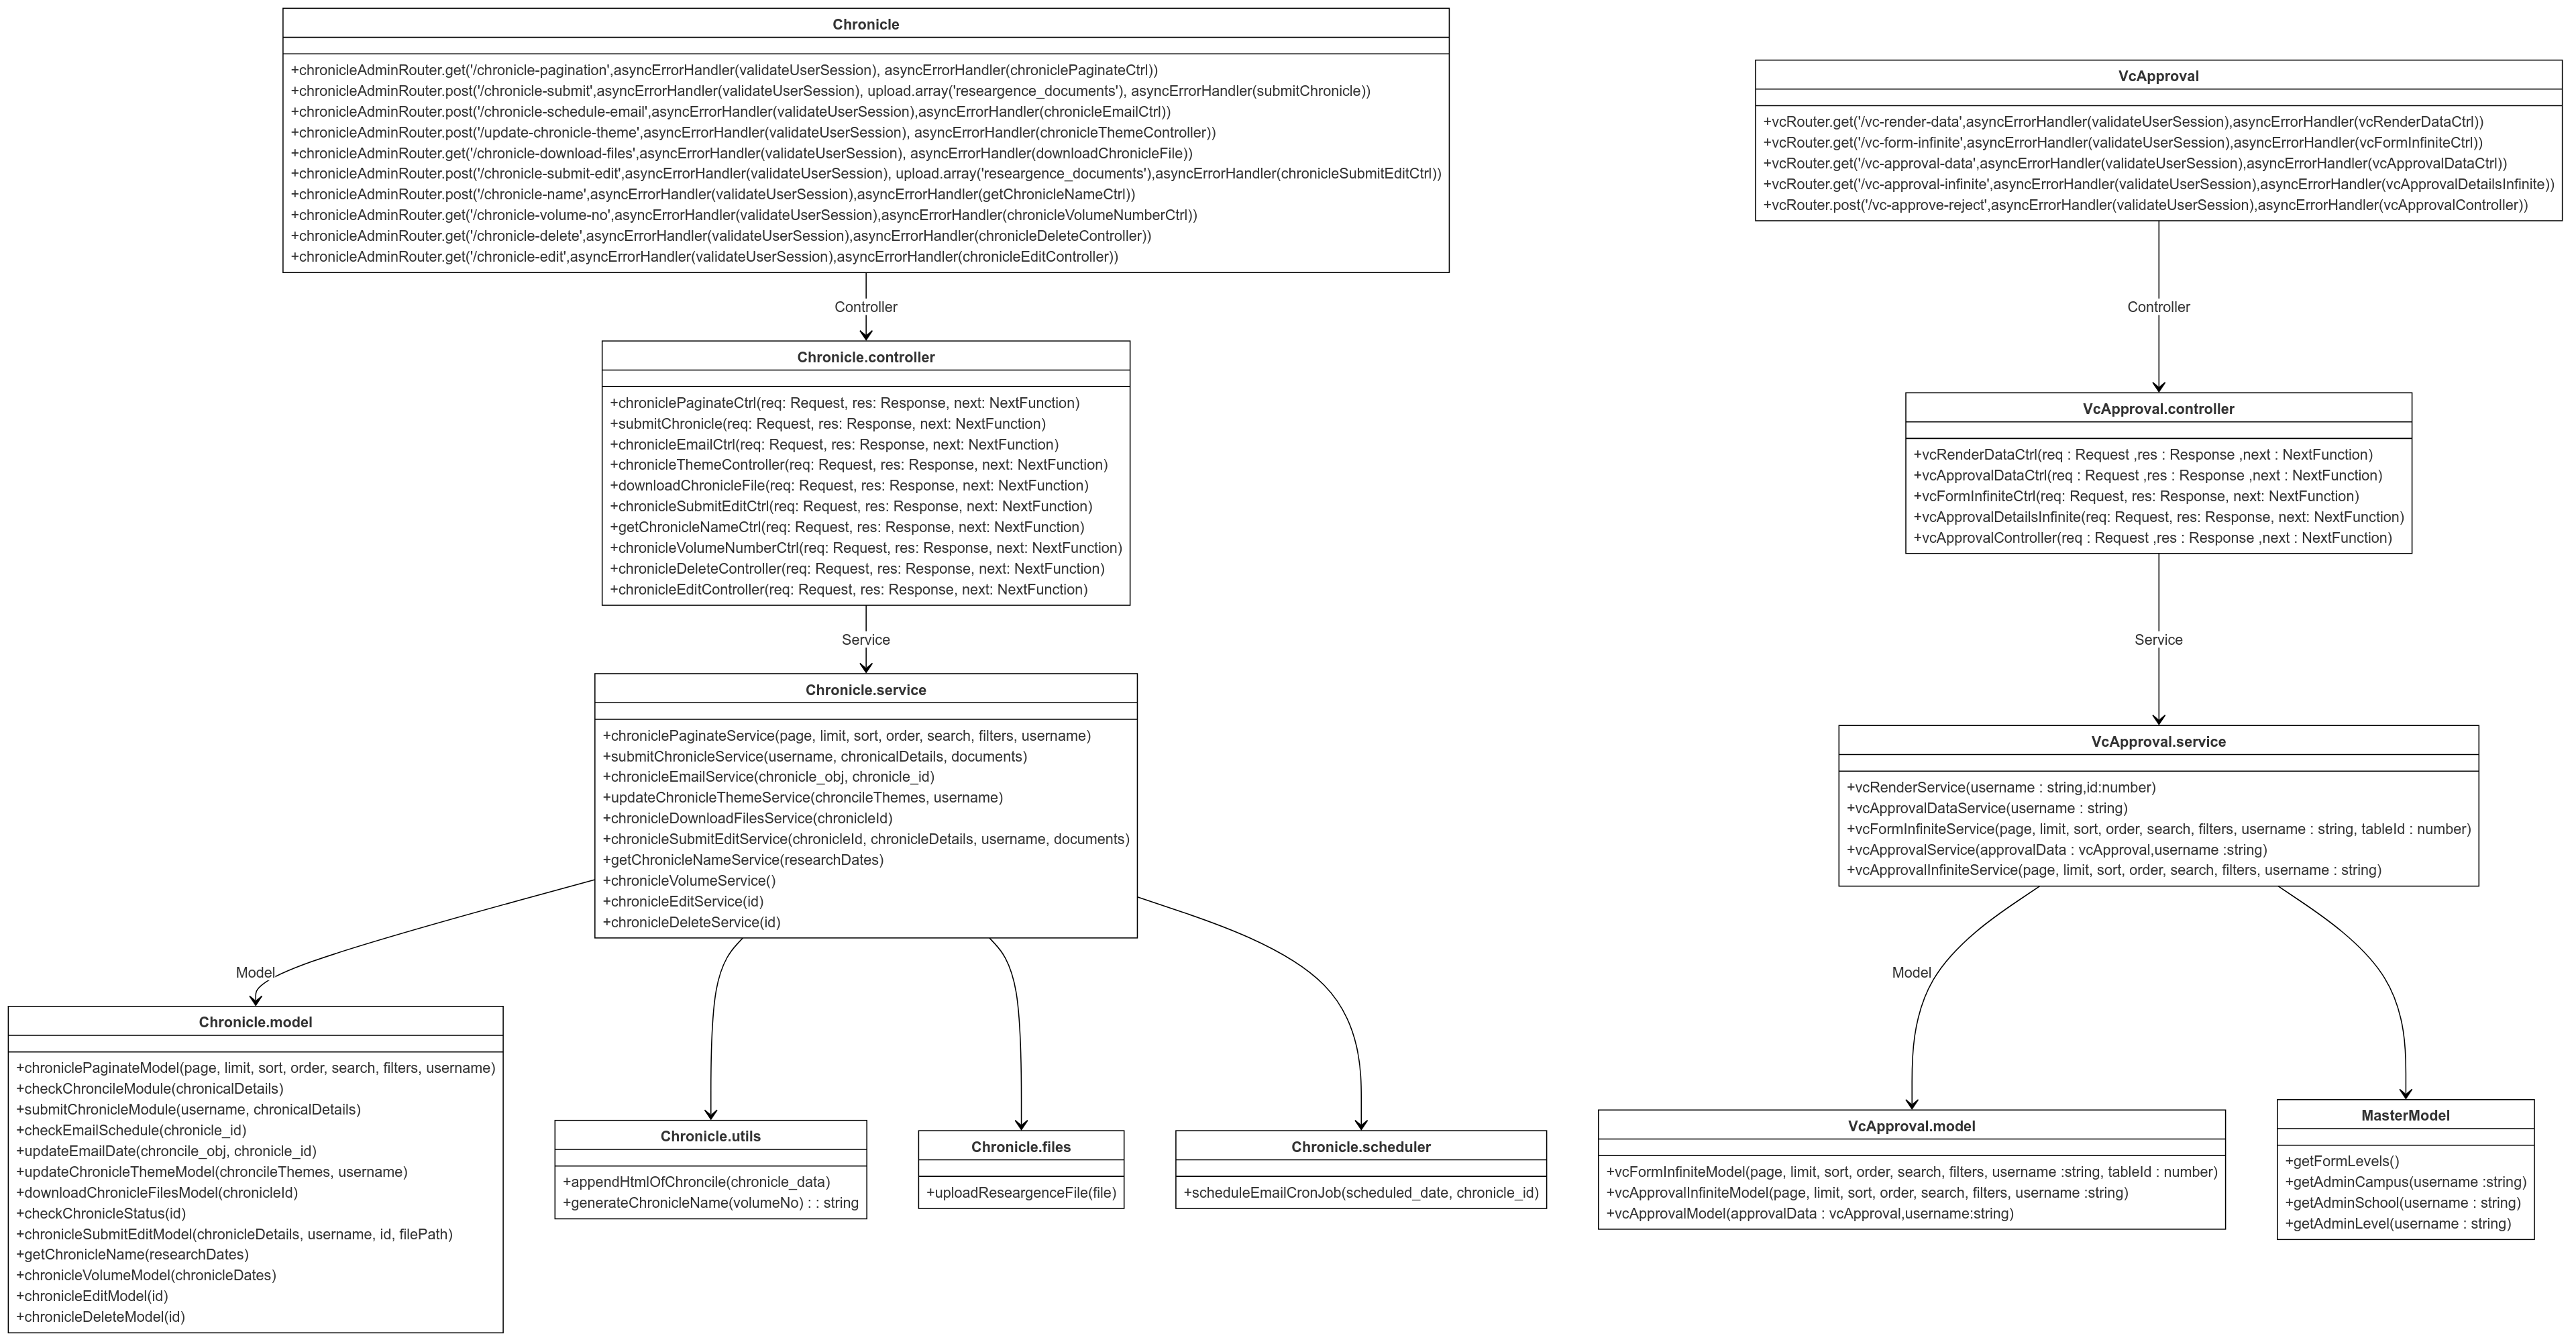 Chronicle
+chronicleAdminRouter.get('/chronicle-pagination',asyncErrorHandler(validateUserSession), asyncErrorHandler(chroniclePaginateCtrl))
+chronicleAdminRouter.post('/chronicle-submit',asyncErrorHandler(validateUserSession), upload.array('researgence_documents'), asyncErrorHandler(submitChronicle))
+chronicleAdminRouter.post('/chronicle-schedule-email',asyncErrorHandler(validateUserSession),asyncErrorHandler(chronicleEmailCtrl))
+chronicleAdminRouter.post('/update-chronicle-theme',asyncErrorHandler(validateUserSession), asyncErrorHandler(chronicleThemeController))
+chronicleAdminRouter.get('/chronicle-download-files',asyncErrorHandler(validateUserSession), asyncErrorHandler(downloadChronicleFile))
+chronicleAdminRouter.post('/chronicle-submit-edit',asyncErrorHandler(validateUserSession), upload.array('researgence_documents'),asyncErrorHandler(chronicleSubmitEditCtrl))
+chronicleAdminRouter.post('/chronicle-name',asyncErrorHandler(validateUserSession),asyncErrorHandler(getChronicleNameCtrl))
+chronicleAdminRouter.get('/chronicle-volume-no',asyncErrorHandler(validateUserSession),asyncErrorHandler(chronicleVolumeNumberCtrl))
+chronicleAdminRouter.get('/chronicle-delete',asyncErrorHandler(validateUserSession),asyncErrorHandler(chronicleDeleteController))
+chronicleAdminRouter.get('/chronicle-edit',asyncErrorHandler(validateUserSession),asyncErrorHandler(chronicleEditController))
Controller
Chronicle.controller
+chroniclePaginateCtrl(req: Request, res: Response, next: NextFunction)
+submitChronicle(req: Request, res: Response, next: NextFunction)
+chronicleEmailCtrl(req: Request, res: Response, next: NextFunction)
+chronicleThemeController(req: Request, res: Response, next: NextFunction)
+downloadChronicleFile(req: Request, res: Response, next: NextFunction)
+chronicleSubmitEditCtrl(req: Request, res: Response, next: NextFunction)
+getChronicleNameCtrl(req: Request, res: Response, next: NextFunction)
+chronicleVolumeNumberCtrl(req: Request, res: Response, next: NextFunction)
+chronicleDeleteController(req: Request, res: Response, next: NextFunction)
+chronicleEditController(req: Request, res: Response, next: NextFunction)
Service
Chronicle.service
+chroniclePaginateService(page, limit, sort, order, search, filters, username)
+submitChronicleService(username, chronicalDetails, documents)
+chronicleEmailService(chronicle_obj, chronicle_id)
+updateChronicleThemeService(chroncileThemes, username)
+chronicleDownloadFilesService(chronicleId)
+chronicleSubmitEditService(chronicleId, chronicleDetails, username, documents)
+getChronicleNameService(researchDates)
+chronicleVolumeService()
+chronicleEditService(id)
+chronicleDeleteService(id)
Model
Chronicle.model
+chroniclePaginateModel(page, limit, sort, order, search, filters, username)
+checkChroncileModule(chronicalDetails)
+submitChronicleModule(username, chronicalDetails)
+checkEmailSchedule(chronicle_id)
+updateEmailDate(chroncile_obj, chronicle_id)
+updateChronicleThemeModel(chroncileThemes, username)
+downloadChronicleFilesModel(chronicleId)
+checkChronicleStatus(id)
+chronicleSubmitEditModel(chronicleDetails, username, id, filePath)
+getChronicleName(researchDates)
+chronicleVolumeModel(chronicleDates)
+chronicleEditModel(id)
+chronicleDeleteModel(id)
Chronicle.utils
+appendHtmlOfChroncile(chronicle_data)
+generateChronicleName(volumeNo) : : string
Chronicle.files
+uploadReseargenceFile(file)
Chronicle.scheduler
+scheduleEmailCronJob(scheduled_date, chronicle_id)
VcApproval
+vcRouter.get('/vc-render-data',asyncErrorHandler(validateUserSession),asyncErrorHandler(vcRenderDataCtrl))
+vcRouter.get('/vc-form-infinite',asyncErrorHandler(validateUserSession),asyncErrorHandler(vcFormInfiniteCtrl))
+vcRouter.get('/vc-approval-data',asyncErrorHandler(validateUserSession),asyncErrorHandler(vcApprovalDataCtrl))
+vcRouter.get('/vc-approval-infinite',asyncErrorHandler(validateUserSession),asyncErrorHandler(vcApprovalDetailsInfinite))
+vcRouter.post('/vc-approve-reject',asyncErrorHandler(validateUserSession),asyncErrorHandler(vcApprovalController))
Controller
VcApproval.controller
+vcRenderDataCtrl(req : Request ,res : Response ,next : NextFunction)
+vcApprovalDataCtrl(req : Request ,res : Response ,next : NextFunction)
+vcFormInfiniteCtrl(req: Request, res: Response, next: NextFunction)
+vcApprovalDetailsInfinite(req: Request, res: Response, next: NextFunction)
+vcApprovalController(req : Request ,res : Response ,next : NextFunction)
Service
VcApproval.service
+vcRenderService(username : string,id:number)
+vcApprovalDataService(username : string)
+vcFormInfiniteService(page, limit, sort, order, search, filters, username : string, tableId : number)
+vcApprovalService(approvalData : vcApproval,username :string)
+vcApprovalInfiniteService(page, limit, sort, order, search, filters, username : string)
Model
VcApproval.model
+vcFormInfiniteModel(page, limit, sort, order, search, filters, username :string, tableId : number)
+vcApprovalInfiniteModel(page, limit, sort, order, search, filters, username :string)
+vcApprovalModel(approvalData : vcApproval,username:string)
MasterModel
+getFormLevels()
+getAdminCampus(username :string)
+getAdminSchool(username : string)
+getAdminLevel(username : string)